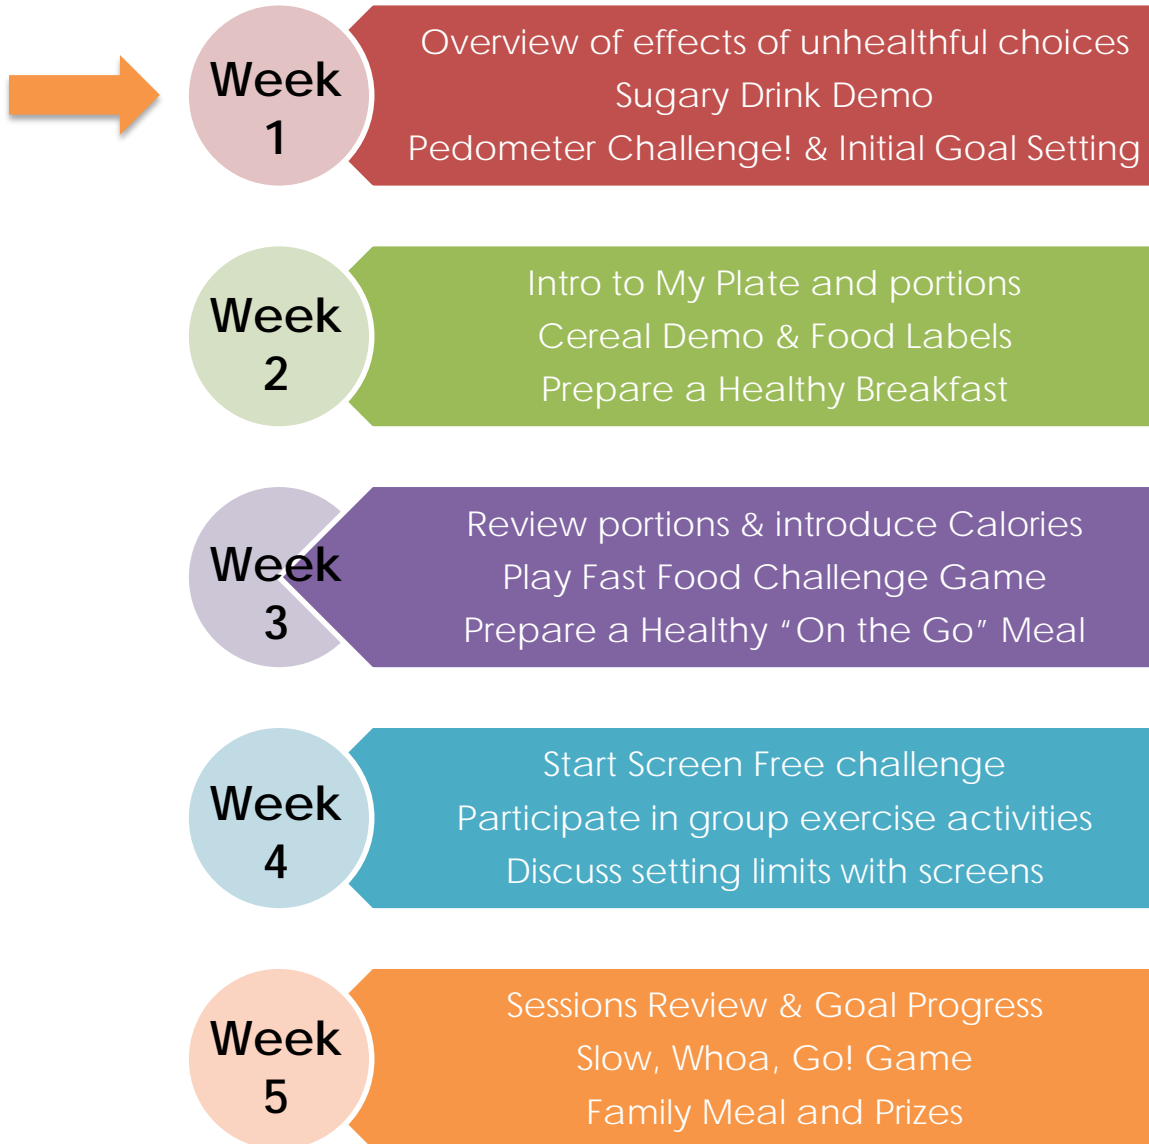 Week
1
Overview of effects of unhealthful choices
Sugary Drink Demo
Pedometer Challenge! & Initial Goal Setting
Week
2
Intro to My Plate and portions
Cereal Demo & Food Labels
Prepare a Healthy Breakfast
Week
3
Review portions & introduce Calories
Play Fast Food Challenge Game
Prepare a Healthy “On the Go” Meal
Week
4
Start Screen Free challenge
Participate in group exercise activities
Discuss setting limits with screens
Week
5
Sessions Review & Goal Progress
Slow, Whoa, Go! Game
Family Meal and Prizes